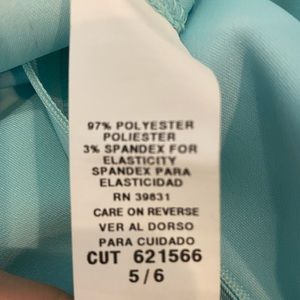 97% POLYESTER
POLIESTER
3% SPANDEX FOR
ELASTICITY
SPANDEX PARA
ELASTICIDAD
RN 39831
CARE ON REVERSE
VER AL DORSO
PARA CUIDADO
CUT 621566
5/6